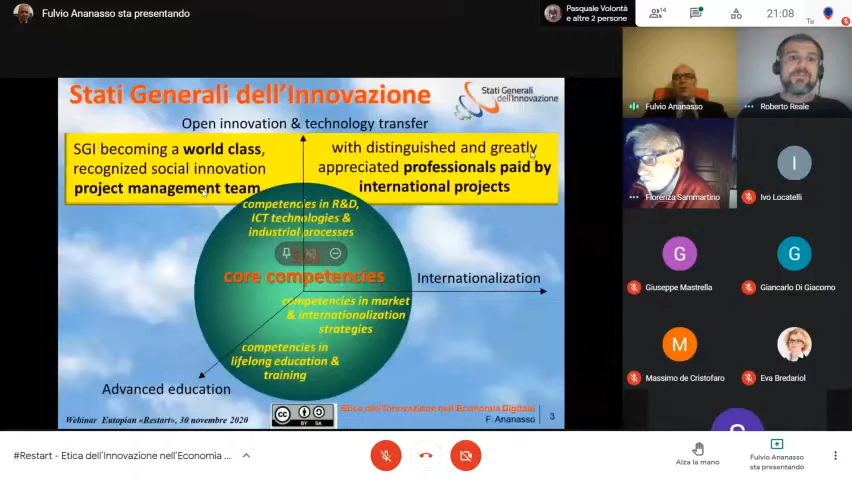 Fulvio Ananasso sta presentando
Pasquale Volontà
e altre 2 persone
14
21:08
Tu
Stati Generali dell'Innovazione
Stati Generali
dell'Innovazione
Open innovation & technology transfer
SGI becoming a world class,
recognized social innovation
project management team
with distinguished and greatly
appreciated professionals paid by
international projects
competencies in R&D,
ICT technologies &
industrial processes
core competencies
Internationalization
competencies in market
& internationalization
strategies
competencies in
lifelong education &
training
Advanced education
Webinar Eutopian «Restart», 30 novembre 2020
cc
BY SA
Etica dell'Innovazione nell'Economia Digitale
F. Ananasso
3
Fulvio Ananasso
Roberto Reale
Fiorenza Sammartino
I
Ivo Locatelli
G
Giuseppe Mastrella
G
Giancarlo Di Giacomo
M
Massimo de Cristofaro
Eva Bredariol
#Restart - Etica dell'Innovazione nell'Economia ...
Alza la mano
Fulvio Ananasso
sta presentando